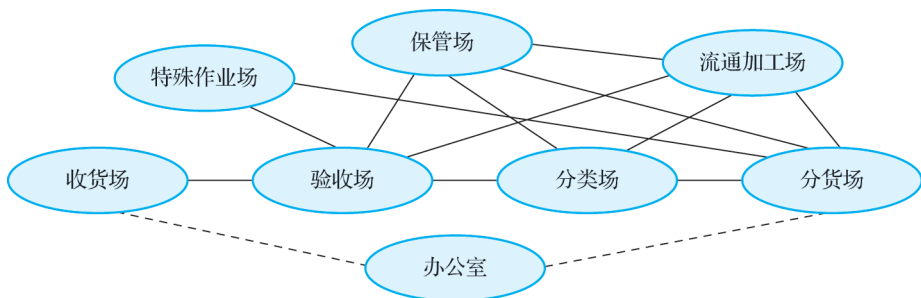 保管场
流通加工场
特殊作业场
收货场
验收场
分类场
分货场
办公室